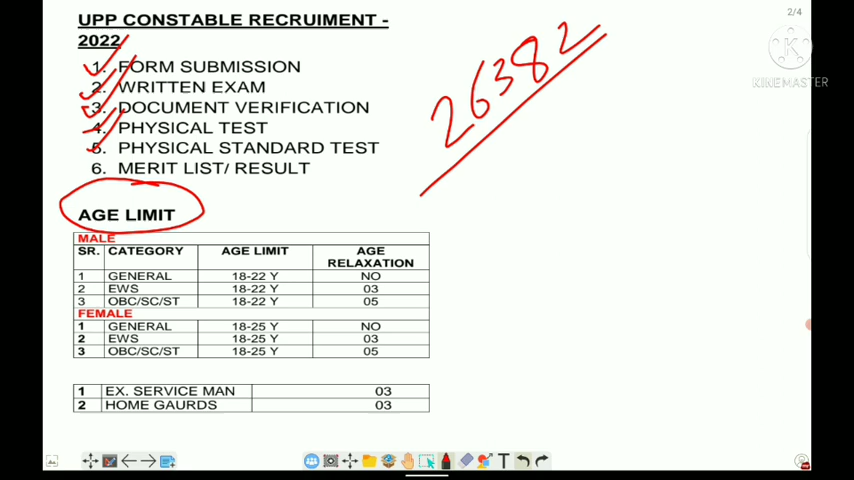 UPP CONSTABLE RECRUIMENT -
2022
1. FORM SUBMISSION
2. WRITTEN EXAM
3. DOCUMENT VERIFICATION
4. PHYSICAL TEST
5. PHYSICAL STANDARD TEST
6. MERIT LIST/ RESULT
26382
2/4
KINEMASTER
AGE LIMIT
MALE
SR. CATEGORY AGE LIMIT AGE RELAXATION
1 GENERAL 18-22 Y NO
2 EWS 18-22 Y 03
3 OBC/SC/ST 18-22 Y 05
FEMALE
1 GENERAL 18-25 Y NO
2 EWS 18-25 Y 03
3 OBC/SC/ST 18-25 Y 05
1 EX. SERVICE MAN 03
2 HOME GAURDS 03
T